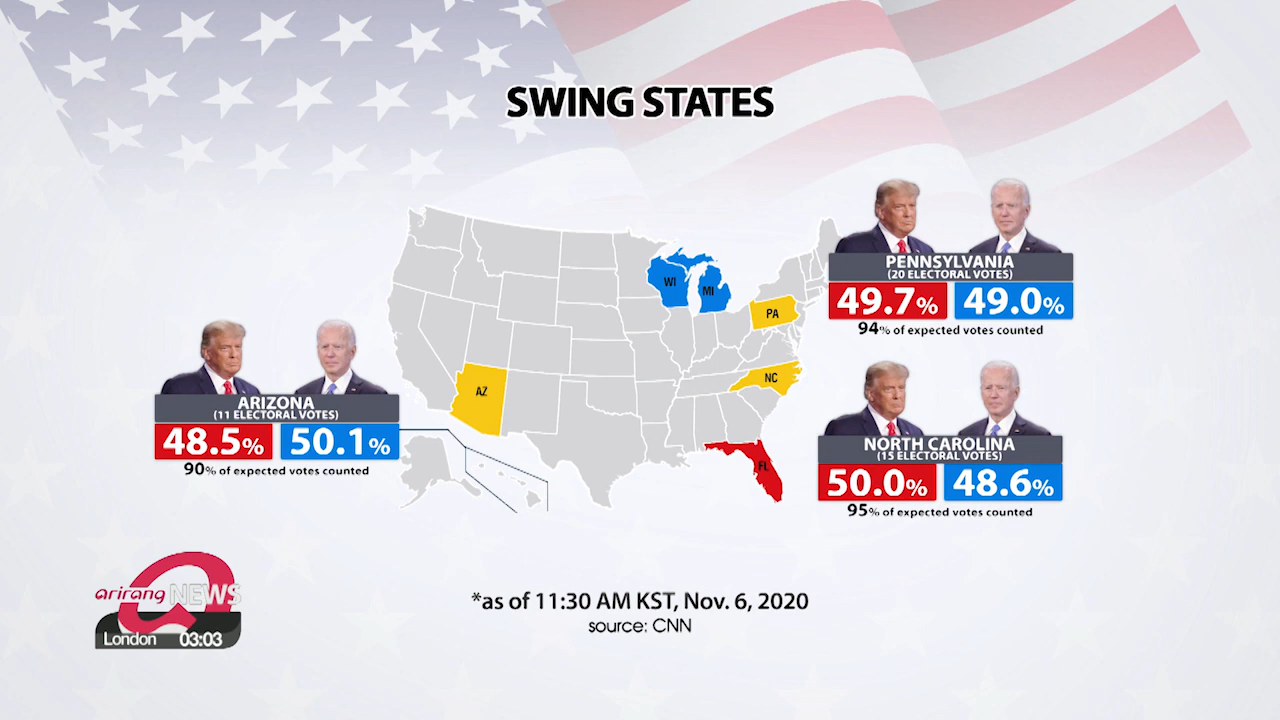 SWING STATES
PENNSYLVANIA
(20 ELECTORAL VOTES)
49.7% 49.0%
94% of expected votes counted
WI
MI
PA
NC
AZ
FL
ARIZONA
(11 ELECTORAL VOTES)
48.5% 50.1%
90% of expected votes counted
NORTH CAROLINA
(15 ELECTORAL VOTES)
50.0% 48.6%
95% of expected votes counted
arirang NEWS
London 03:03
*as of 11:30 AM KST, Nov. 6, 2020
source: CNN